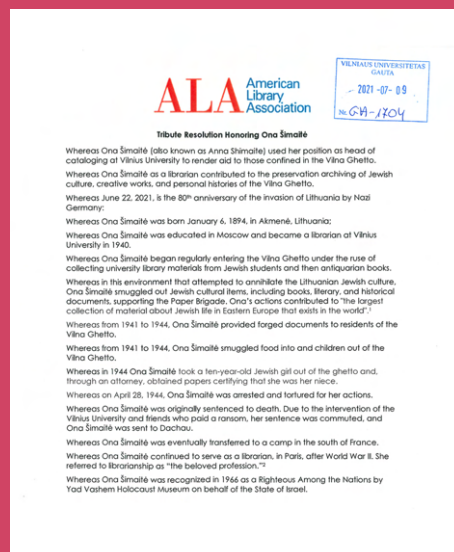 VILNIAUS UNIVERSITETAS
GAUTA
2021 -07- 09
Nr. GA-1704
ALA American
Library
Association
Tribute Resolution Honoring Ona Šimaitė
Whereas Ona Šimaitė (also known as Anna Shimaite) used her position as head of
cataloging at Vilnius University to render aid to those confined in the Vilna Ghetto.
Whereas Ona Šimaitė as a librarian contributed to the preservation archiving of Jewish
culture, creative works, and personal histories of the Vilna Ghetto.
Whereas June 22, 2021, is the 80th anniversary of the invasion of Lithuania by Nazi
Germany:
Whereas Ona Šimaitė was born January 6, 1894, in Akmenė, Lithuania;
Whereas Ona Šimaitė was educated in Moscow and became a librarian at Vilnius
University in 1940.
Whereas Ona Šimaitė began regularly entering the Vilna Ghetto under the ruse of
collecting university library materials from Jewish students and then antiquarian books.
Whereas in this environment that attempted to annihilate the Lithuanian Jewish culture,
Ona Šimaitė smuggled out Jewish cultural items, including books, literary, and historical
documents, supporting the Paper Brigade. Ona's actions contributed to "the largest
collection of material about Jewish life in Eastern Europe that exists in the world".¹
Whereas from 1941 to 1944, Ona Šimaitė provided forged documents to residents of the
Vilna Ghetto.
Whereas from 1941 to 1944, Ona Šimaitė smuggled food into and children out of the
Vilna Ghetto.
Whereas in 1944 Ona Šimaitė took a ten-year-old Jewish girl out of the ghetto and,
through an attorney, obtained papers certifying that she was her niece.
Whereas on April 28, 1944, Ona Šimaitė was arrested and tortured for her actions.
Whereas Ona Šimaitė was originally sentenced to death. Due to the intervention of the
Vilnius University and friends who paid a ransom, her sentence was commuted, and
Ona Šimaitė was sent to Dachau.
Whereas Ona Šimaitė was eventually transferred to a camp in the south of France.
Whereas Ona Šimaitė continued to serve as a librarian, in Paris, after World War II. She
referred to librarianship as "the beloved profession."²
Whereas Ona Šimaitė was recognized in 1966 as a Righteous Among the Nations by
Yad Vashem Holocaust Museum on behalf of the State of Israel.